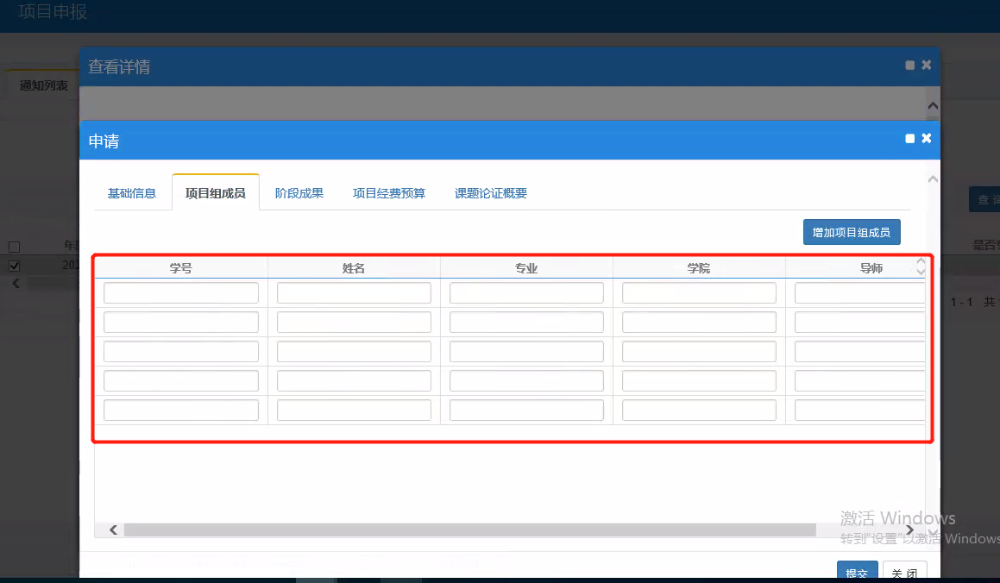 项目申报
查看详情
通知列表
申请
基础信息 项目组成员 阶段成果 项目经费预算 课题论证概要
查 询
增加项目组成员
年度
是否
202
学号 姓名 专业 学院 导师
1 - 1 共
激活 Windows
转到"设置"以激活 Windows
提交 关 闭